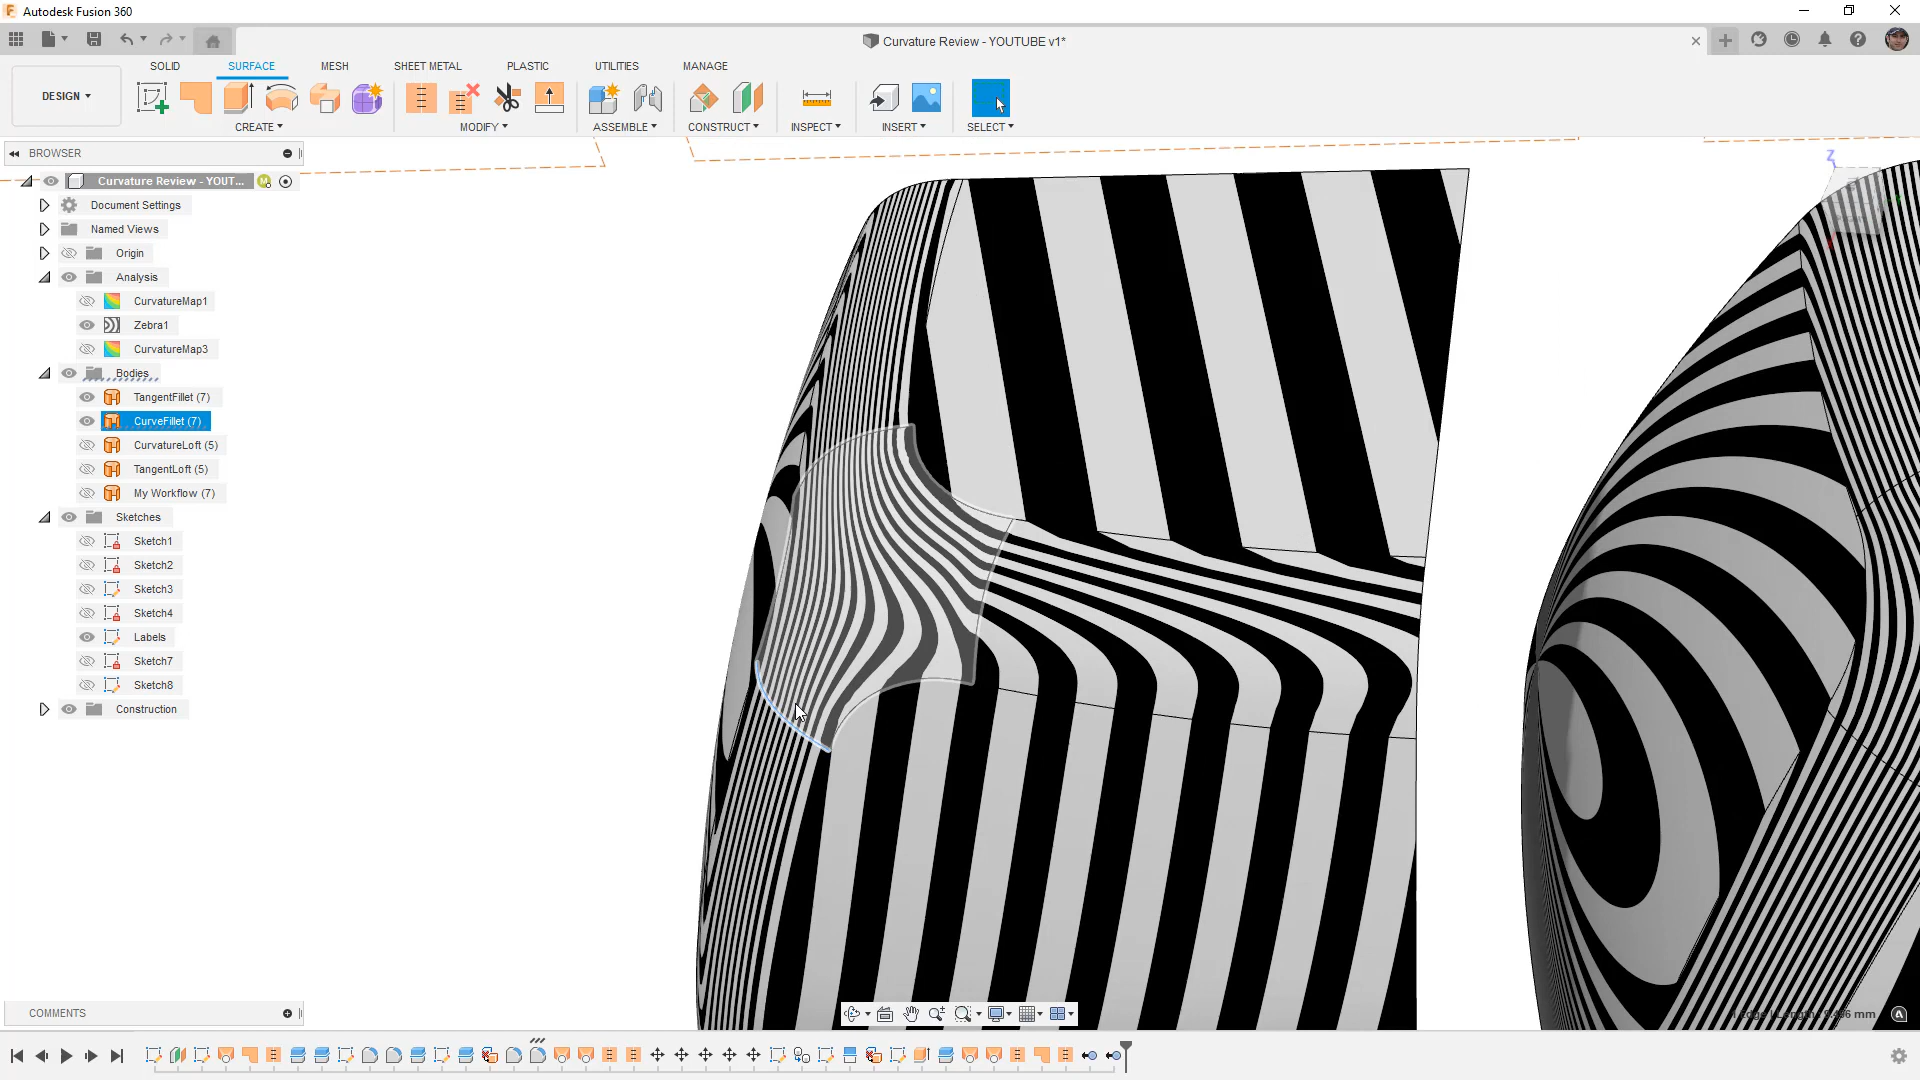 Autodesk Fusion 360
Curvature Review - YOUTUBE v1*
DESIGN
SOLID SURFACE MESH SHEET METAL PLASTIC UTILITIES MANAGE
CREATE MODIFY ASSEMBLE CONSTRUCT INSPECT INSERT SELECT
BROWSER
Curvature Review - YOUT...
Document Settings
Named Views
Origin
Analysis
CurvatureMap1
Zebra1
CurvatureMap3
Bodies
TangentFillet (7)
CurveFillet (7)
CurvatureLoft (5)
TangentLoft (5)
My Workflow (7)
Sketches
Sketch1
Sketch2
Sketch3
Sketch4
Labels
Sketch7
Sketch8
Construction
Z
COMMENTS